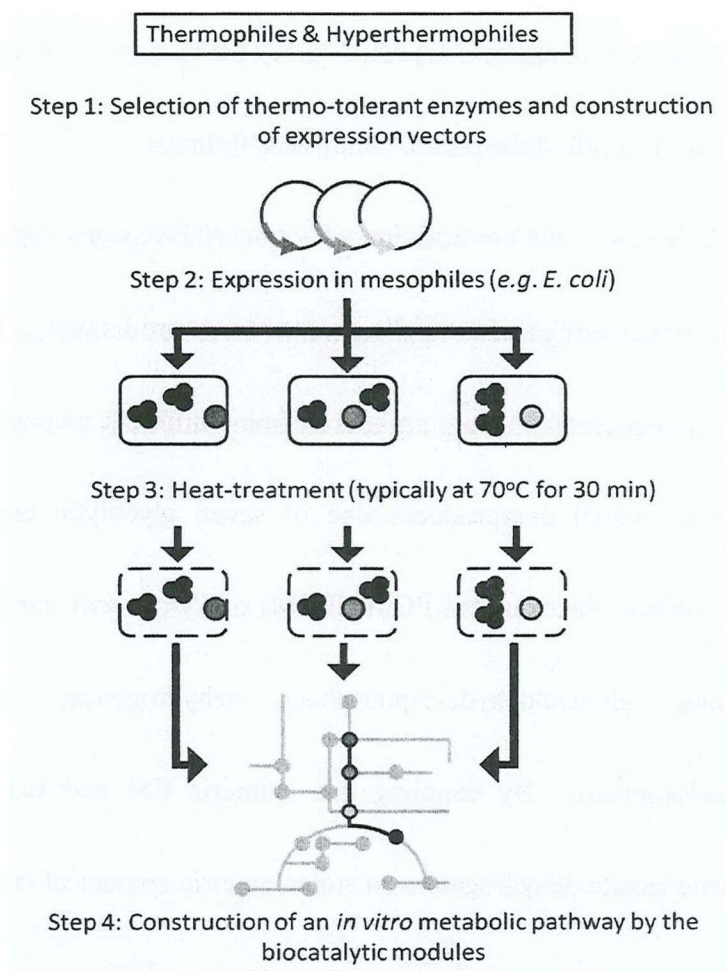 Thermophiles & Hyperthermophiles
Step 1: Selection of thermo-tolerant enzymes and construction
of expression vectors
Step 2: Expression in mesophiles (e.g. E. coli)
Step 3: Heat-treatment (typically at 70ºC for 30 min)
Step 4: Construction of an in vitro metabolic pathway by the
biocatalytic modules